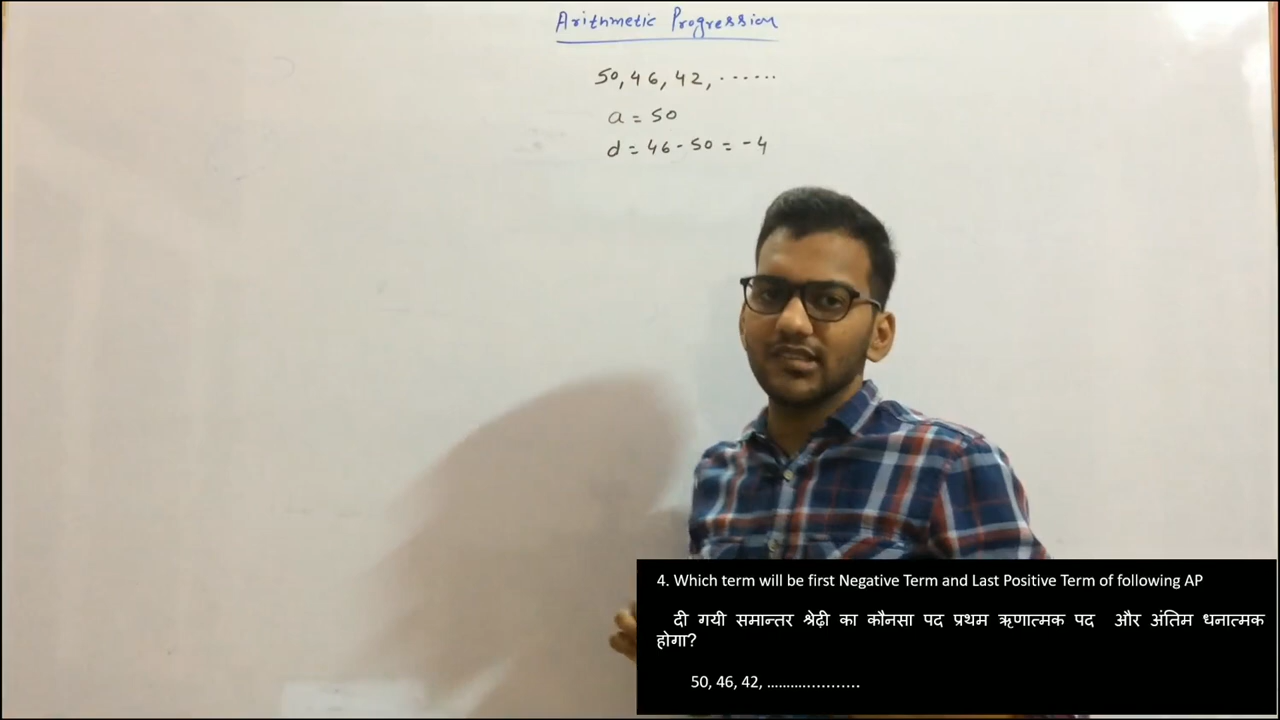 Arithmetic Progression
50, 46, 42, ......
a = 50
d = 46 - 50 = -4
4. Which term will be first Negative Term and Last Positive Term of following AP
दी गयी समान्तर श्रेढ़ी का कौनसा पद प्रथम ऋणात्मक पद और अंतिम धनात्मक
होगा?
50, 46, 42, .....................